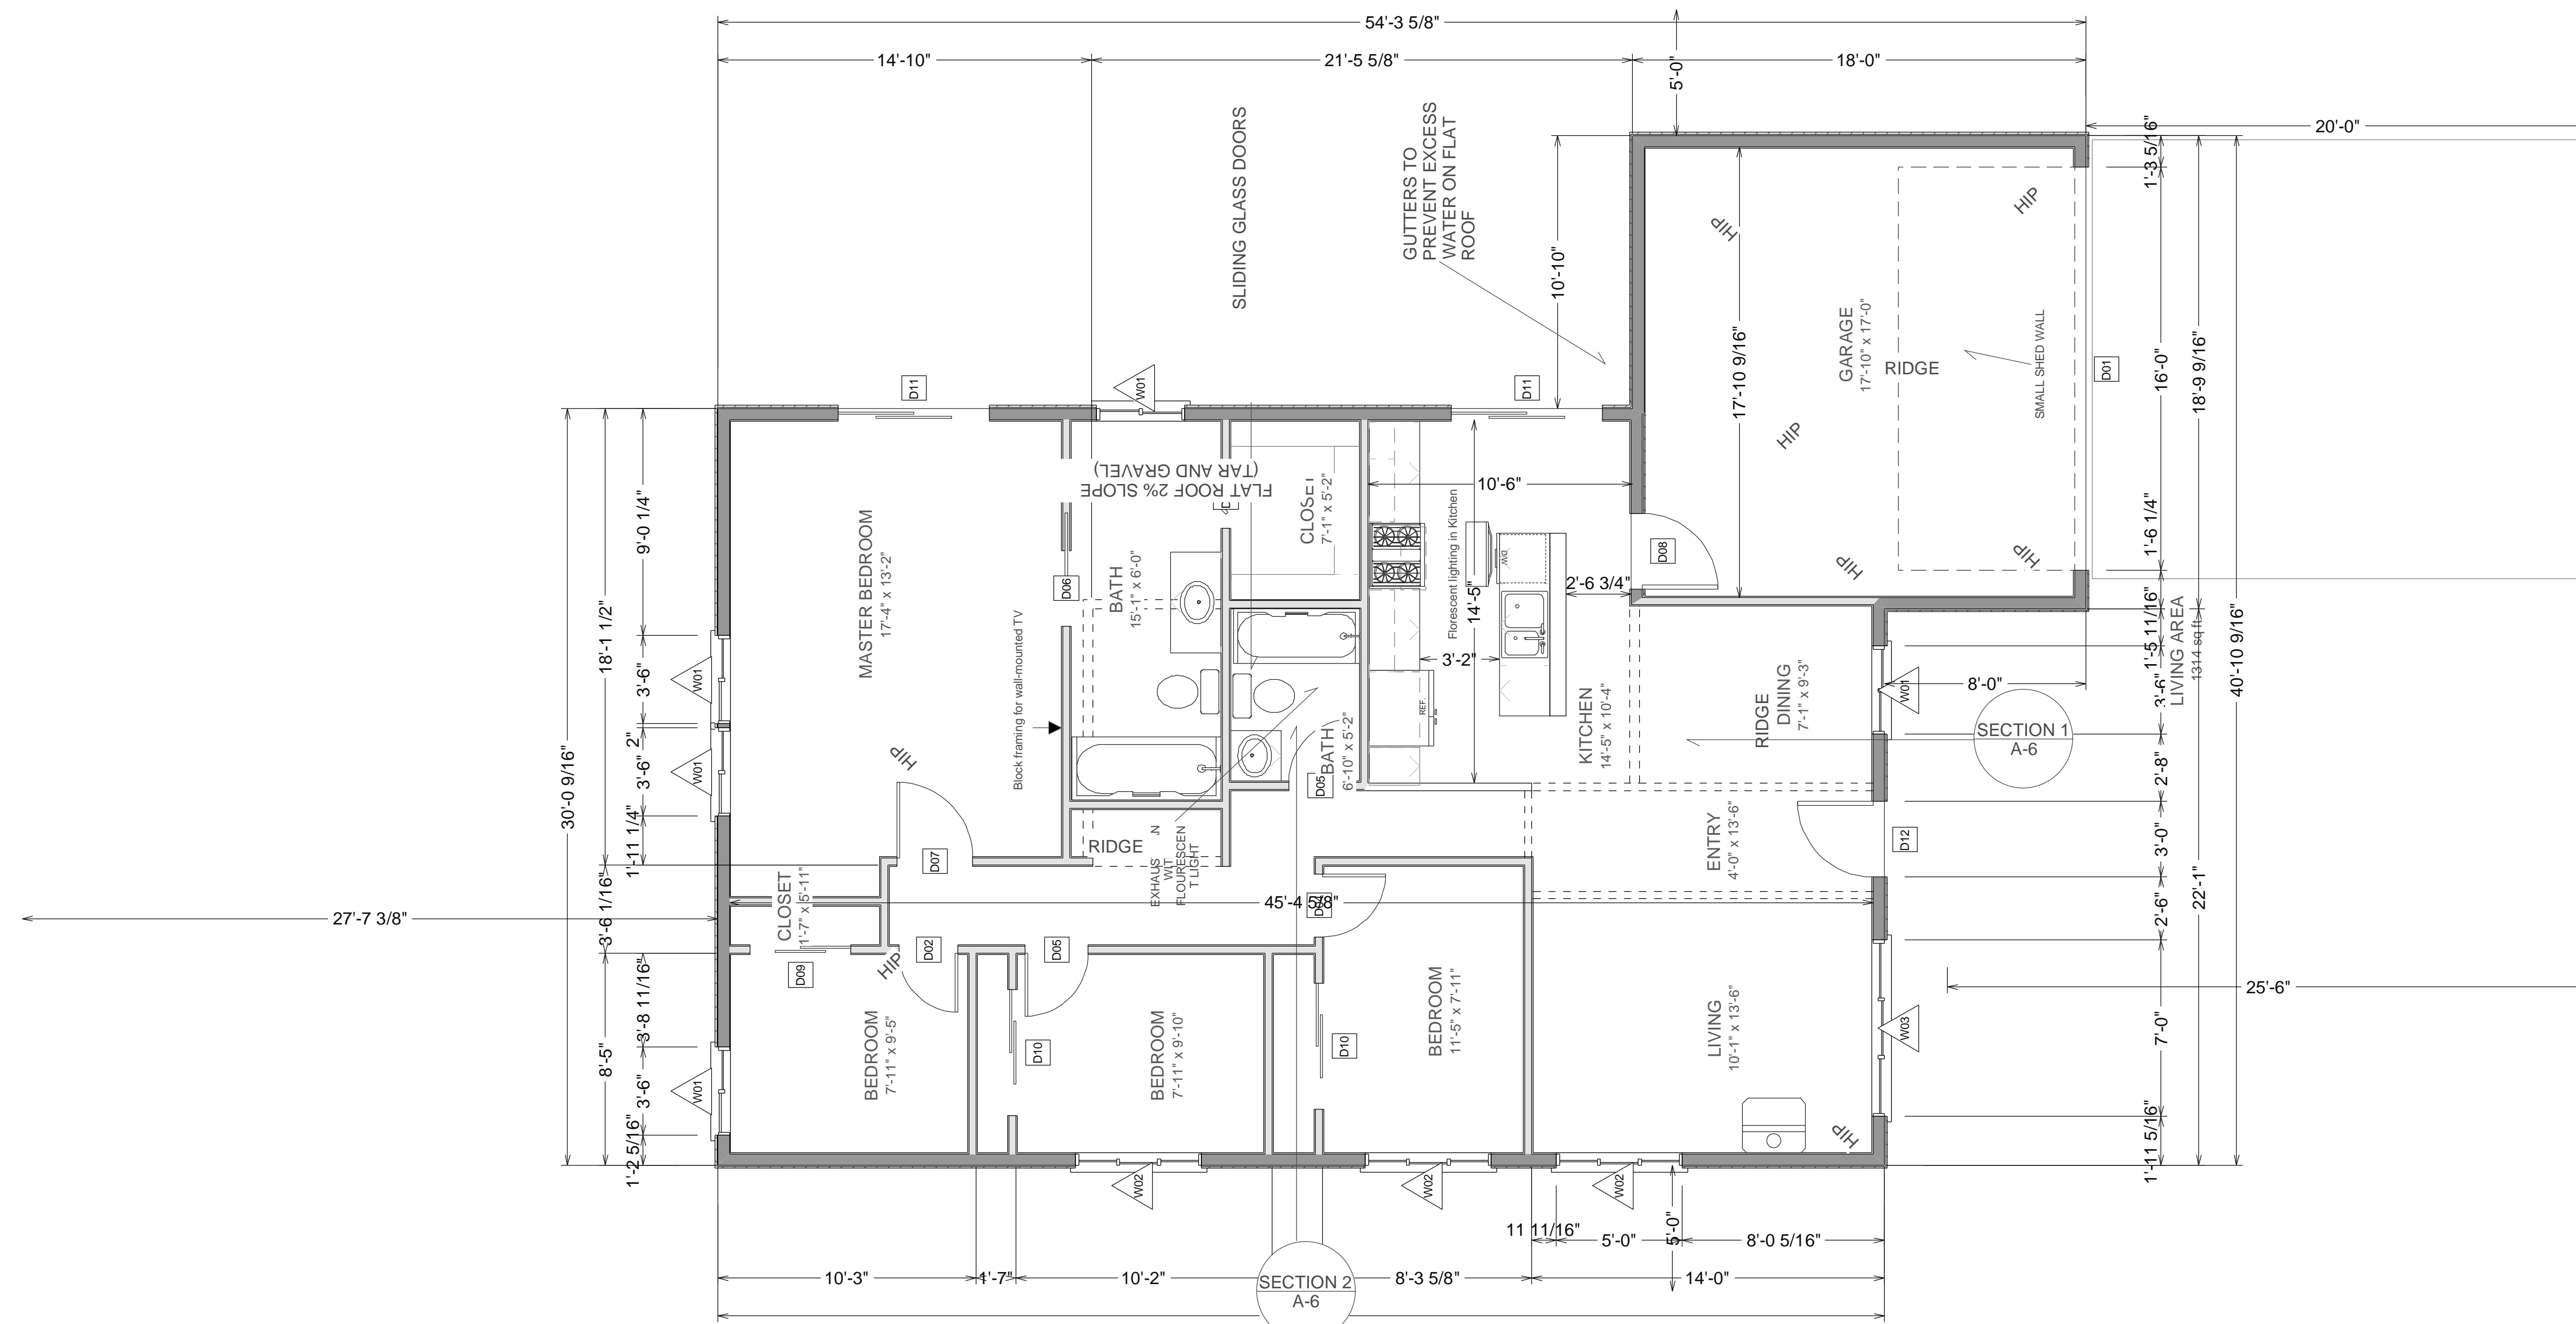 54'-3 5/8"
14'-10"
21'-5 5/8"
18'-0"
5'-0"
20'-0"
1'-3 5/16"
SLIDING GLASS DOORS
GUTTERS TO
PREVENT EXCESS
WATER ON FLAT
ROOF
10'-10"
17'-10 9/16"
HIP
HIP
HIP
HIP
HIP
GARAGE
17'-10" x 17'-0"
RIDGE
SMALL SHED WALL
D01
16'-0"
18'-9 9/16"
40'-10 9/16"
D11
W01
D11
30'-0 9/16"
18'-1 1/2"
9'-0 1/4"
3'-6"
2"
3'-6"
1'-11 1/4"
W01
W01
MASTER BEDROOM
17'-4" x 13'-2"
HIP
Block framing for wall-mounted TV
D06
BATH
15'-1" x 6'-0"
FLAT ROOF 2% SLOPE
(TAR AND GRAVEL)
CLOSET
7'-1" x 5'-2"
10'-6"
Florescent lighting in Kitchen
14'-5"
DW
2'-6 3/4"
D08
3'-2"
REF.
KITCHEN
14'-5" x 10'-4"
RIDGE
DINING
7'-1" x 9'-3"
1'-6 1/4"
1'-5 11/16"
3'-6"
LIVING AREA
1314 sq ft
8'-0"
W01
SECTION 1
A-6
2'-8"
BATH
6'-10" x 5'-2"
D05
RIDGE
EXHAUS
WIT
FLOURESCEN
T LIGHT
ENTRY
4'-0" x 13'-6"
D12
3'-0"
2'-6"
22'-1"
D07
CLOSET
1'-7" x 5'-11"
27'-7 3/8"
3'-6 1/16"
45'-4 5/8"
D02
D05
D09
HIP
8'-5"
3'-8 11/16"
3'-6"
1'-2 5/16"
W01
BEDROOM
7'-11" x 9'-5"
D10
BEDROOM
7'-11" x 9'-10"
D10
BEDROOM
11'-5" x 7'-11"
LIVING
10'-1" x 13'-6"
HIP
W03
25'-6"
7'-0"
1'-11 5/16"
W02
W02
W02
11 11/16"
5'-0"
5'-0"
8'-0 5/16"
10'-3"
1'-7"
10'-2"
SECTION 2
A-6
8'-3 5/8"
14'-0"